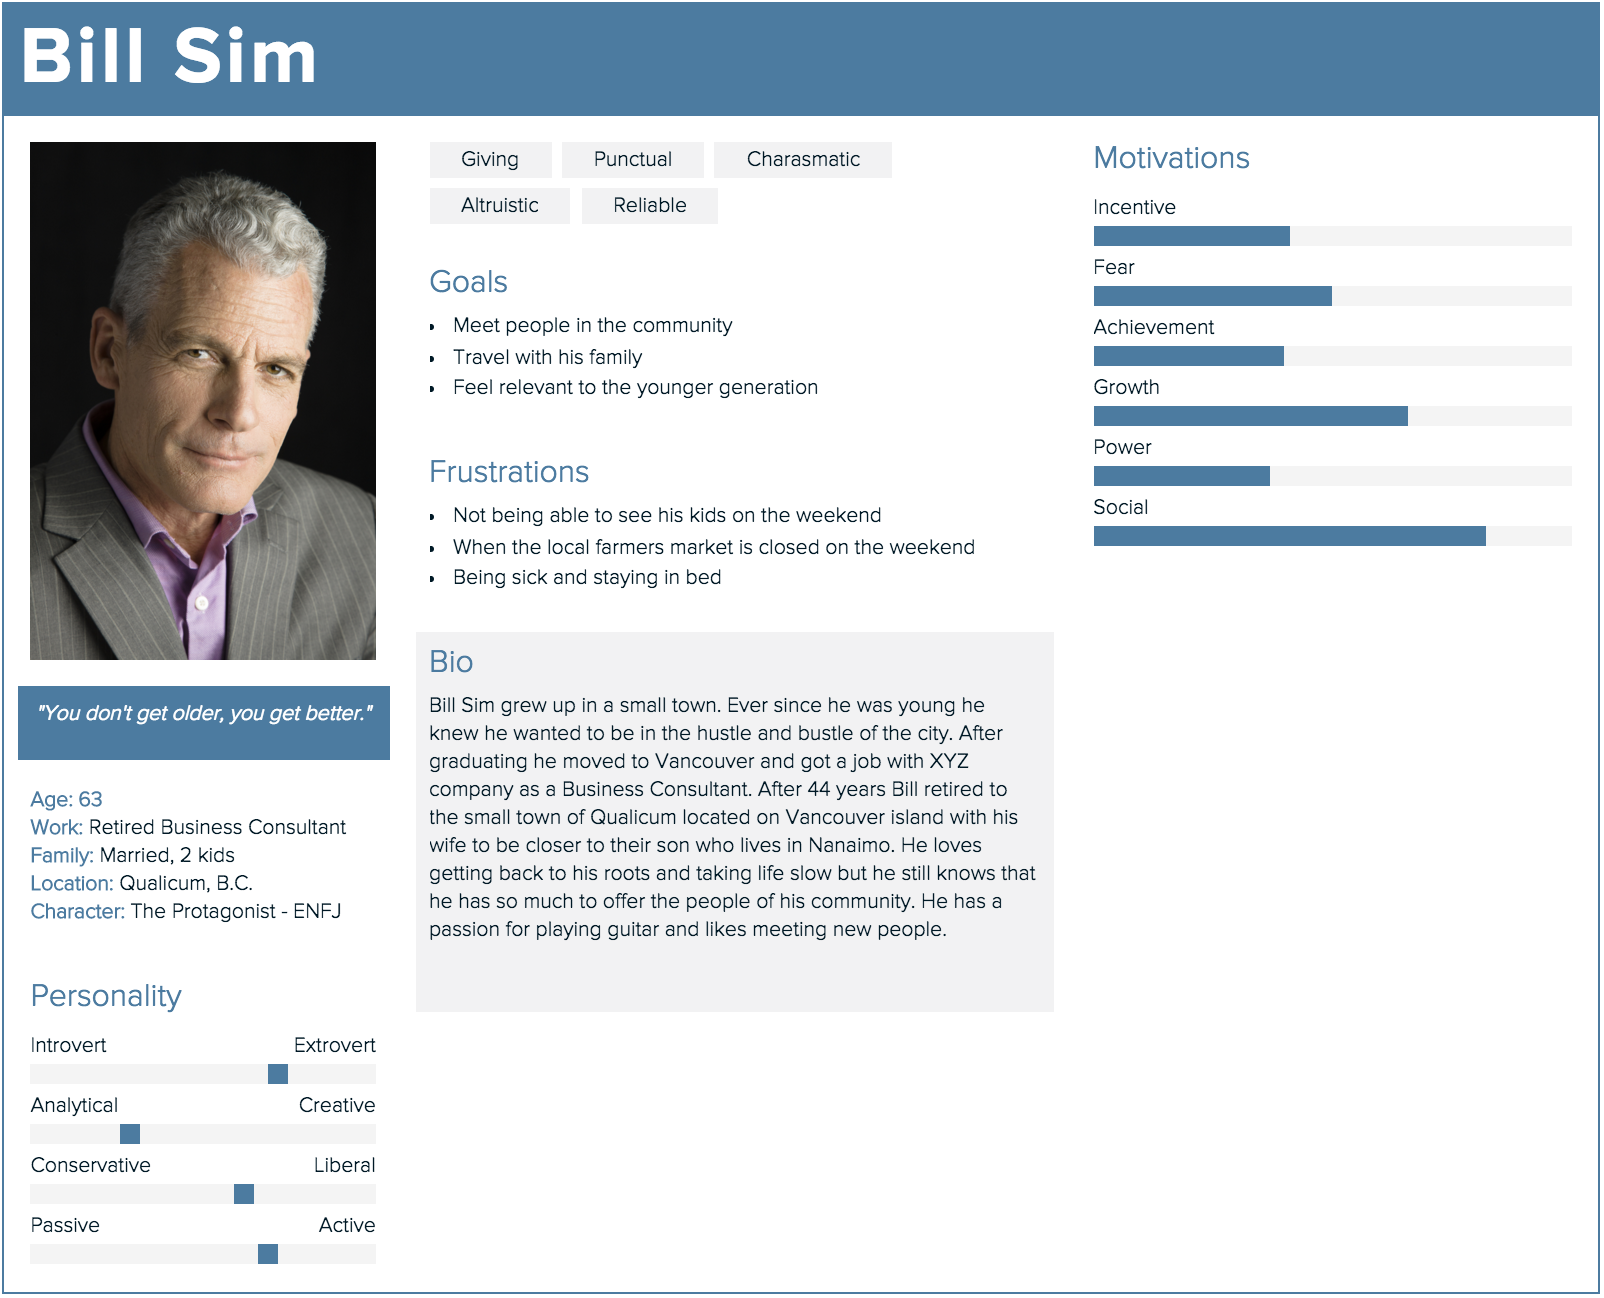 Bill Sim
Giving
Punctual
Charasmatic
Altruistic
Reliable
Goals
Meet people in the community
Travel with his family
Feel relevant to the younger generation
Frustrations
Not being able to see his kids on the weekend
When the local farmers market is closed on the weekend
Being sick and staying in bed
Bio
Bill Sim grew up in a small town. Ever since he was young he
knew he wanted to be in the hustle and bustle of the city. After
graduating he moved to Vancouver and got a job with XYZ
company as a Business Consultant. After 44 years Bill retired to
the small town of Qualicum located on Vancouver island with his
wife to be closer to their son who lives in Nanaimo. He loves
getting back to his roots and taking life slow but he still knows that
he has so much to offer the people of his community. He has a
passion for playing guitar and likes meeting new people.
Motivations
Incentive
Fear
Achievement
Growth
Power
Social
"You don't get older, you get better."
Age: 63
Work: Retired Business Consultant
Family: Married, 2 kids
Location: Qualicum, B.C.
Character: The Protagonist - ENFJ
Personality
Introvert Extrovert
Analytical Creative
Conservative Liberal
Passive Active